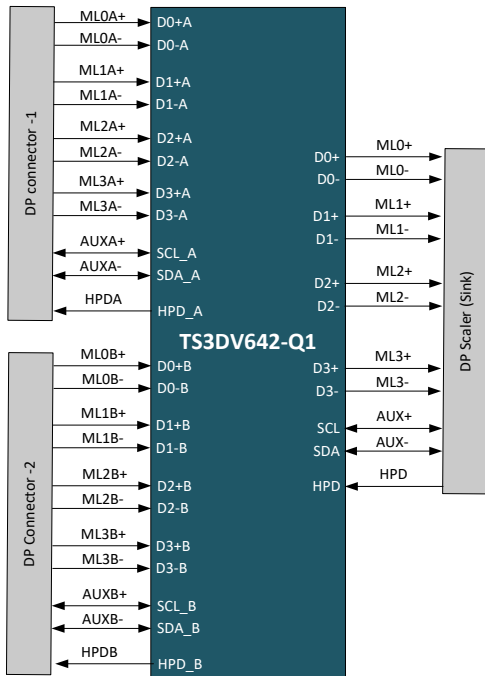 DP connector -1
ML0A+ D0+A
ML0A- D0-A
ML1A+ D1+A
ML1A- D1-A
ML2A+ D2+A
ML2A- D2-A
ML3A+ D3+A
ML3A- D3-A
AUXA+ SCL_A
AUXA- SDA_A
HPDA HPD_A
TS3DV642-Q1
DP Connector -2
ML0B+ D0+B
ML0B- D0-B
ML1B+ D1+B
ML1B- D1-B
ML2B+ D2+B
ML2B- D2-B
ML3B+ D3+B
ML3B- D3-B
AUXB+ SCL_B
AUXB- SDA_B
HPDB HPD_B
D0+ ML0+
D0- ML0-
D1+ ML1+
D1- ML1-
D2+ ML2+
D2- ML2-
D3+ ML3+
D3- ML3-
SCL AUX+
SDA AUX-
HPD HPD
DP Scaler (Sink)